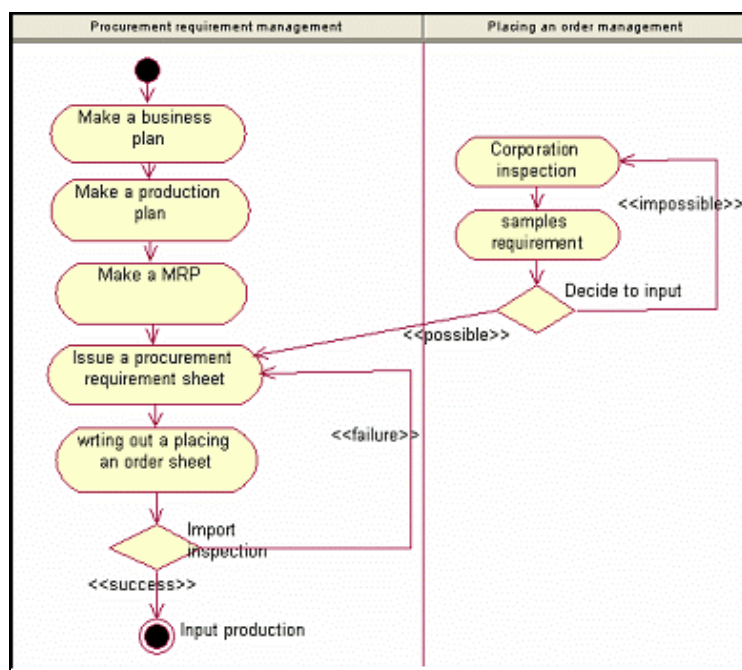 Procurement requirement management
Placing an order management
Make a business
plan
Make a production
plan
Make a MRP
Issue a procurement
requirement sheet
wrting out a placing
an order sheet
<<failure>>
Import
inspection
<<success>>
Input production
Corporation
inspection
<<impossible>>
samples
requirement
Decide to input
<<possible>>